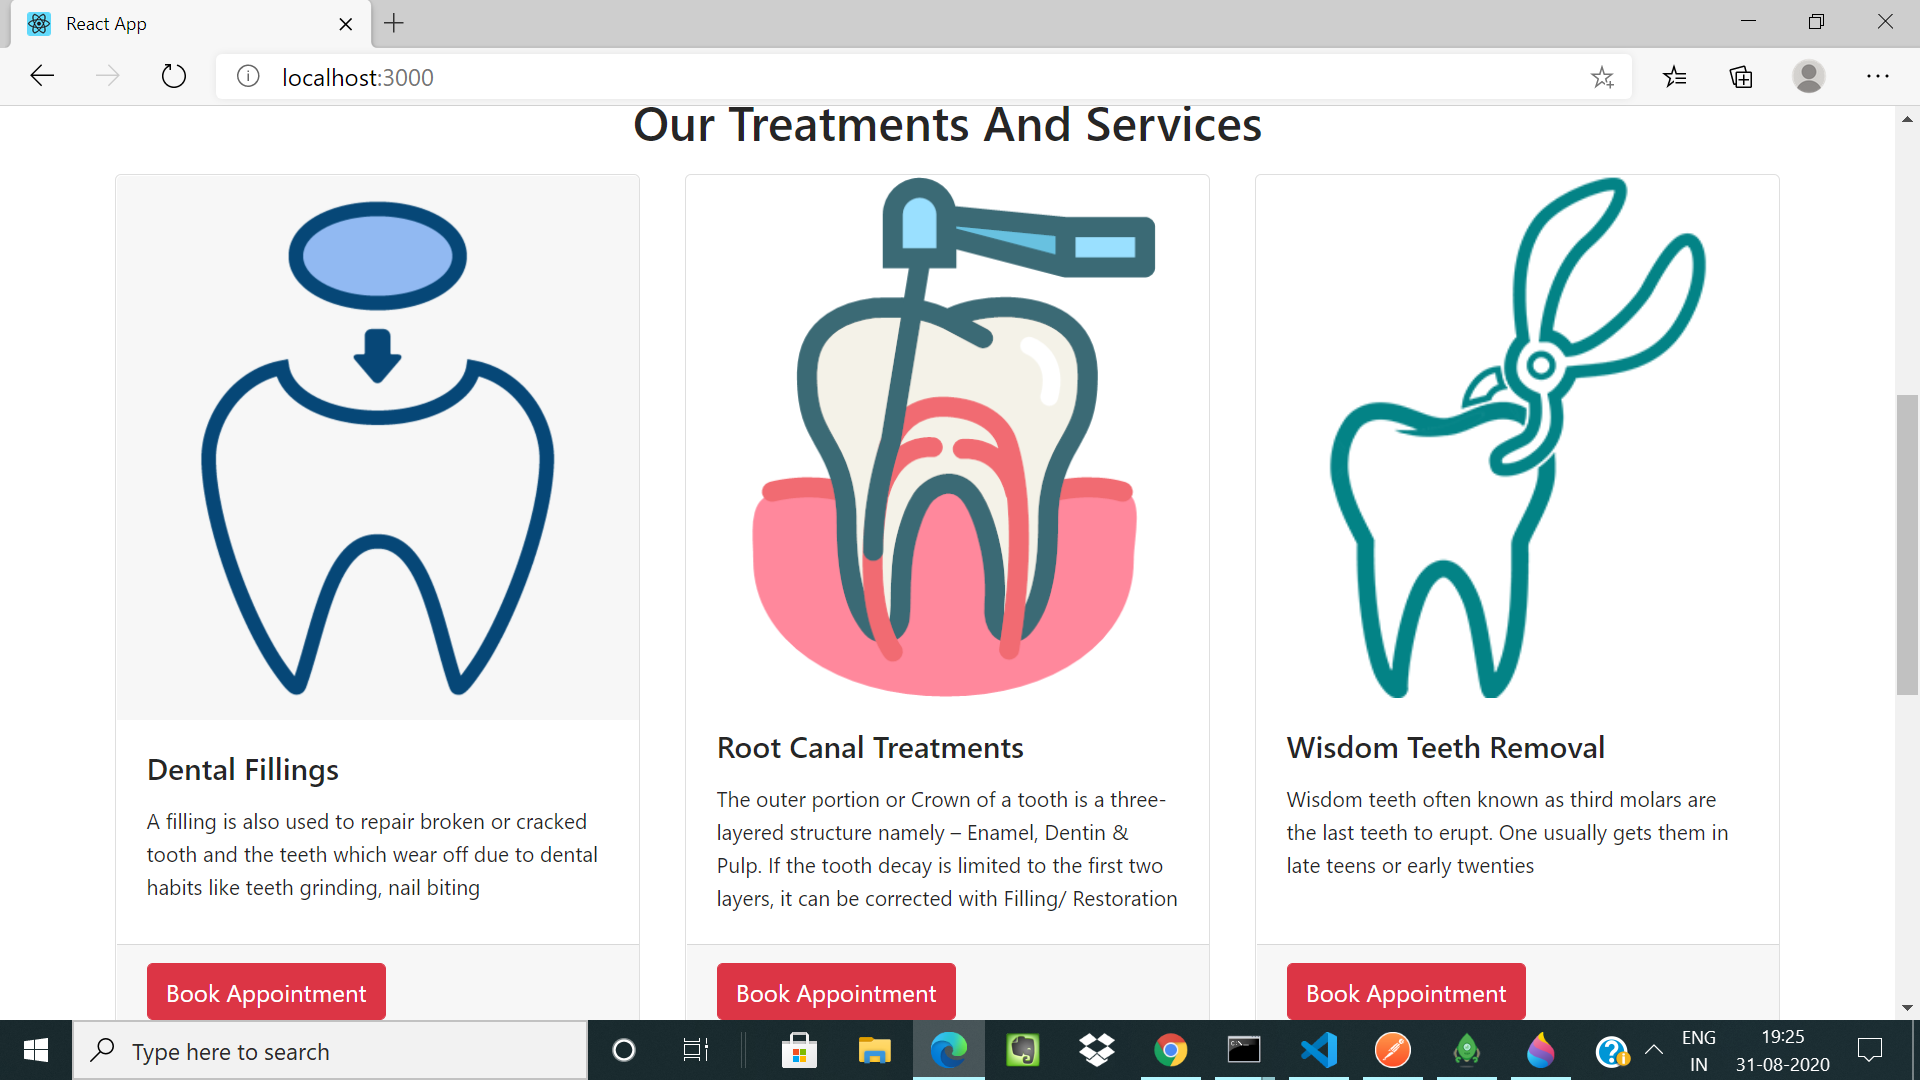 React App
localhost:3000
Our Treatments And Services
Dental Fillings
A filling is also used to repair broken or cracked
tooth and the teeth which wear off due to dental
habits like teeth grinding, nail biting
Book Appointment
Root Canal Treatments
The outer portion or Crown of a tooth is a three-
layered structure namely – Enamel, Dentin &
Pulp. If the tooth decay is limited to the first two
layers, it can be corrected with Filling/ Restoration
Book Appointment
Wisdom Teeth Removal
Wisdom teeth often known as third molars are
the last teeth to erupt. One usually gets them in
late teens or early twenties
Book Appointment
Type here to search
ENG
IN
19:25
31-08-2020